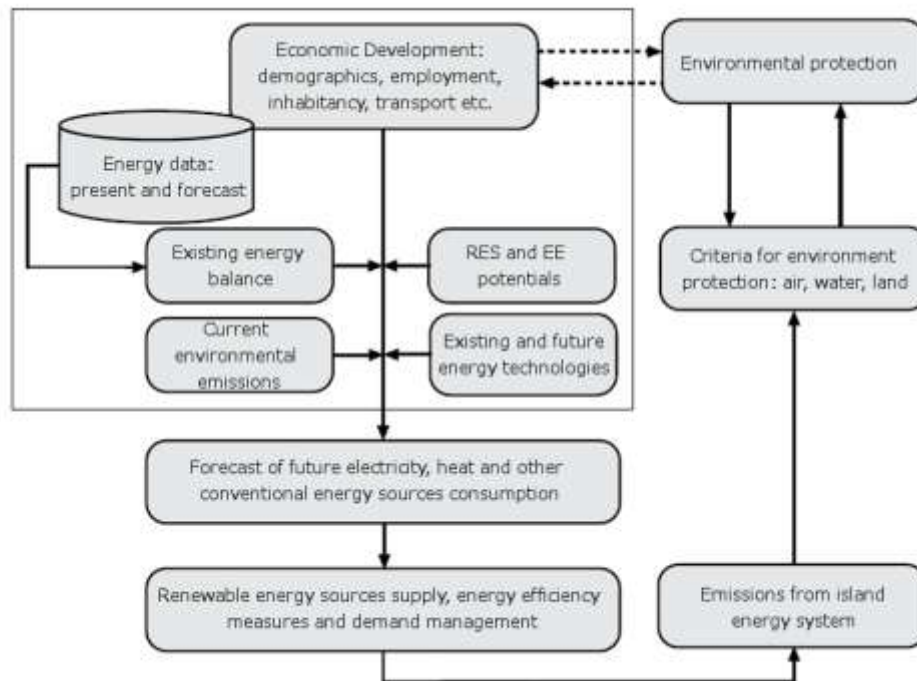 Economic Development:
demographics, employment,
inhabitancy, transport etc.
Environmental protection
Energy data:
present and forecast
Existing energy
balance
RES and EE
potentials
Criteria for environment
protection: air, water, land
Current
environmental
emissions
Existing and future
energy technologies
Forecast of future electricity, heat and other
conventional energy sources consumption
Renewable energy sources supply, energy efficiency
measures and demand management
Emissions from island
energy system